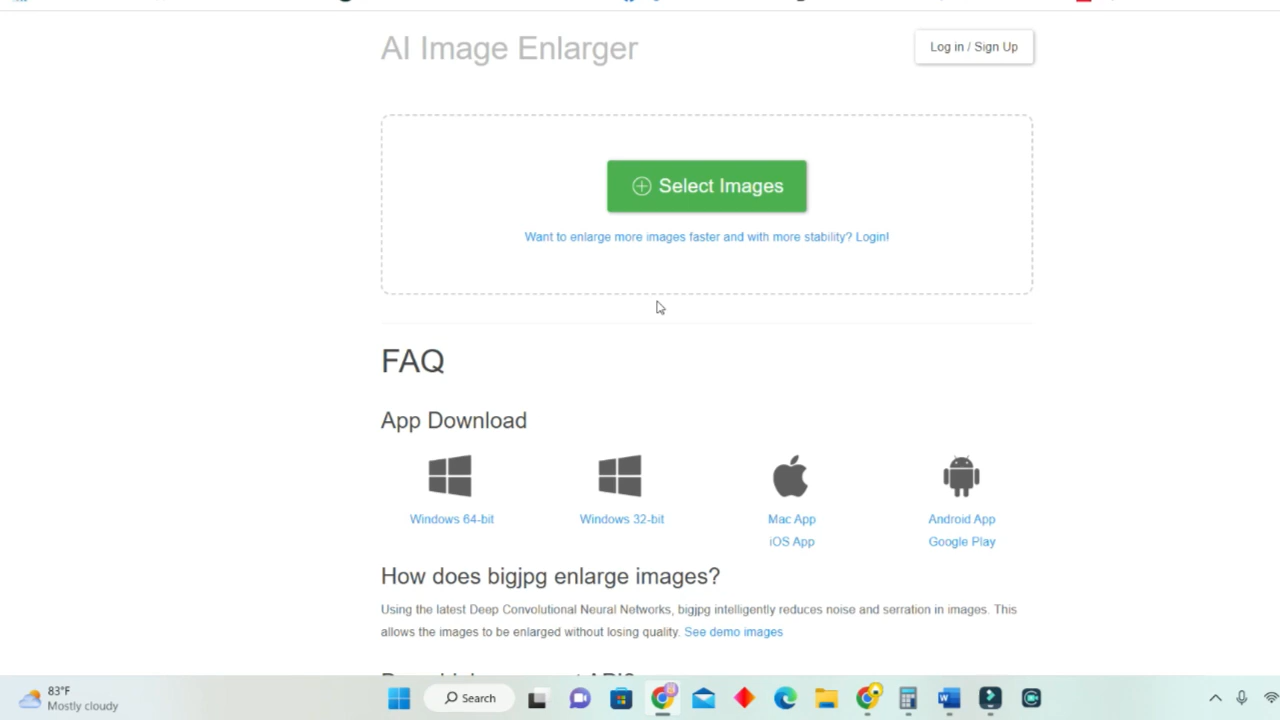 AI Image Enlarger
Log in / Sign Up
Select Images
Want to enlarge more images faster and with more stability? Login!
FAQ
App Download
Windows 64-bit
Windows 32-bit
Mac App
Android App
iOS App
Google Play
How does bigjpg enlarge images?
Using the latest Deep Convolutional Neural Networks, bigjpg intelligently reduces noise and serration in images. This
allows the images to be enlarged without losing quality. See demo images
83°F
Mostly cloudy
Search